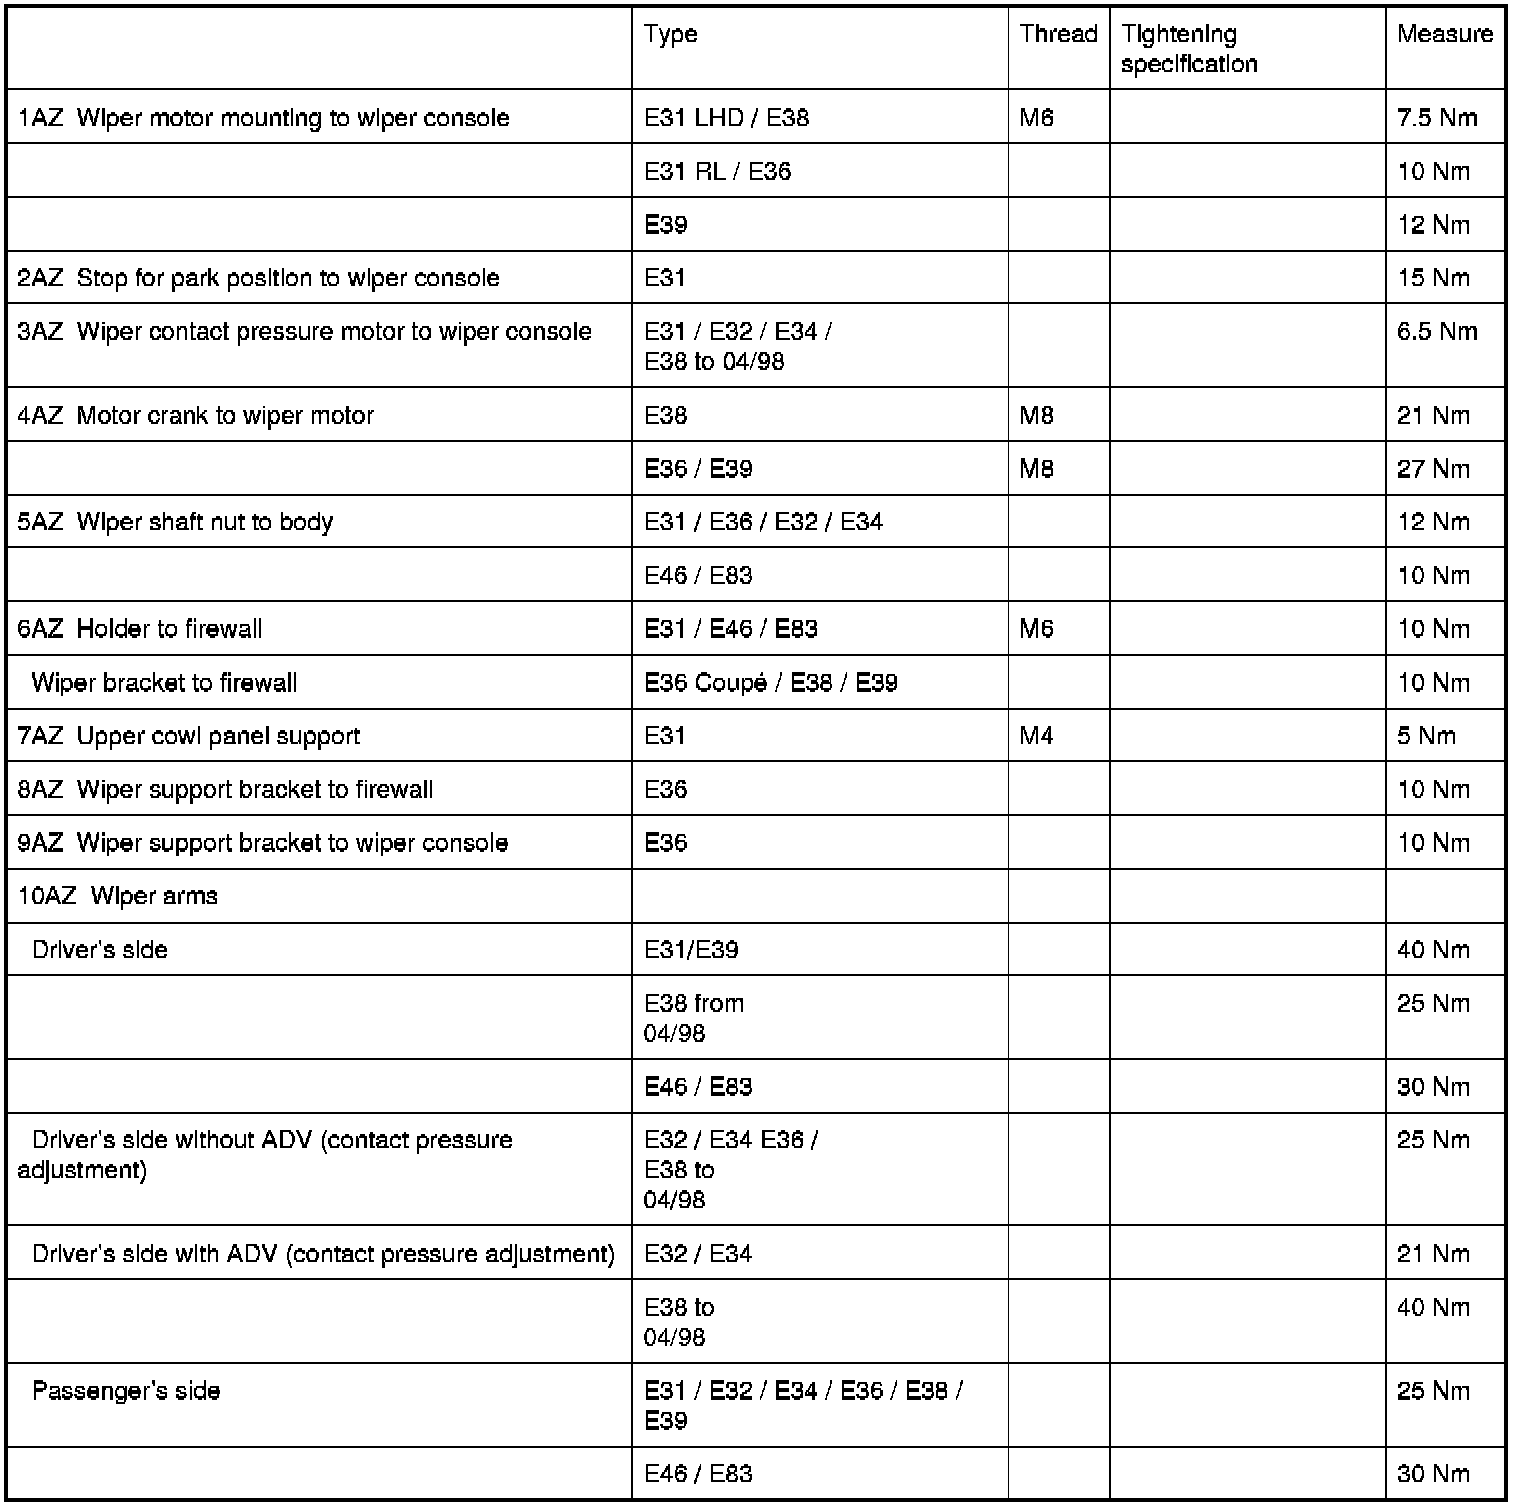 Type Thread Tightening Measure
specification
1AZ Wiper motor mounting to wiper console E31 LHD / E38 M6 7.5 Nm
E31 RL / E36 10 Nm
E39 12 Nm
2AZ Stop for park position to wiper console E31 15 Nm
3AZ Wiper contact pressure motor to wiper console E31 / E32 / E34 / 6.5 Nm
E38 to 04/98
4AZ Motor crank to wiper motor E38 M8 21 Nm
E36 / E39 M8 27 Nm
5AZ Wiper shaft nut to body E31 / E36 / E32 / E34 12 Nm
E46 / E83 10 Nm
6AZ Holder to firewall E31 / E46 / E83 M6 10 Nm
Wiper bracket to firewall E36 Coupé / E38 / E39 10 Nm
7AZ Upper cowl panel support E31 M4 5 Nm
8AZ Wiper support bracket to firewall E36 10 Nm
9AZ Wiper support bracket to wiper console E36 10 Nm
10AZ Wiper arms
Driver's side E31/E39 40 Nm
E38 from 25 Nm
04/98
E46 / E83 30 Nm
Driver's side without ADV (contact pressure E32 / E34 E36 / 25 Nm
adjustment) E38 to
04/98
Driver's side with ADV (contact pressure adjustment) E32 / E34 21 Nm
E38 to 40 Nm
04/98
Passenger's side E31 / E32 / E34 / E36 / E38 / 25 Nm
E39
E46 / E83 30 Nm